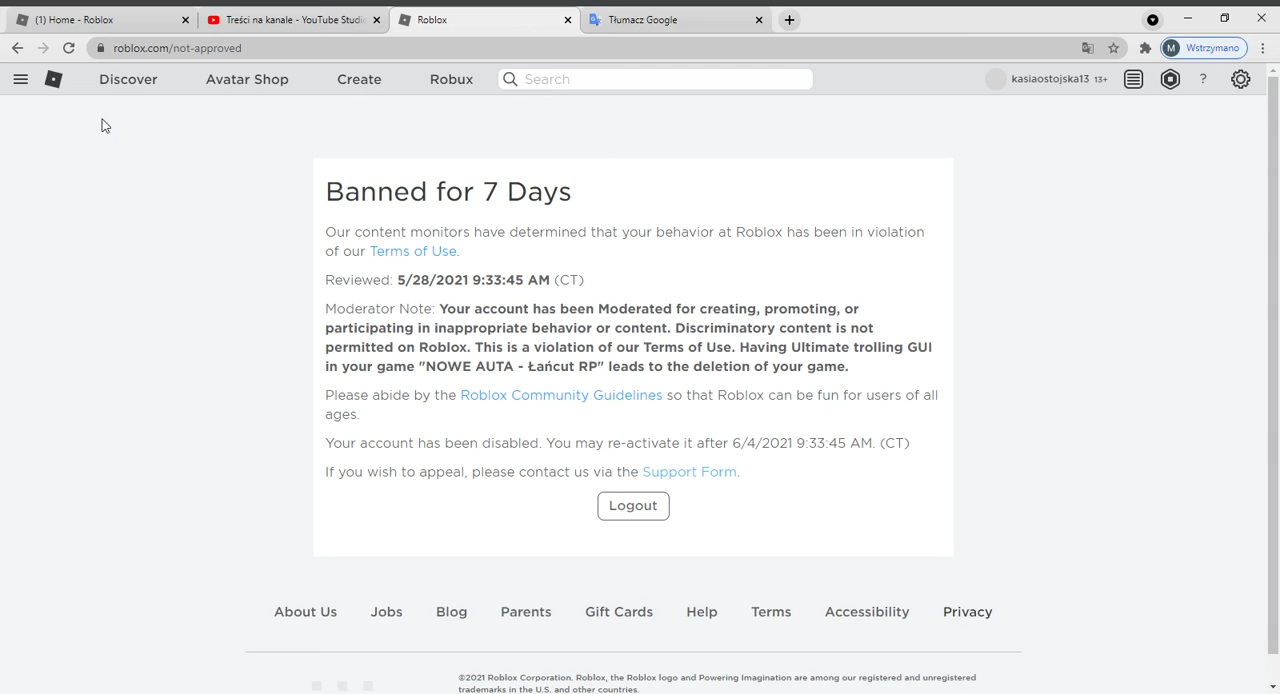 (1) Home - Roblox
Treści na kanale - YouTube Studio
Roblox
Tłumacz Google
roblox.com/not-approved
M Wstrzymano
Discover
Avatar Shop
Create
Robux
Search
kasiaostojska13 13+
?
Banned for 7 Days
Our content monitors have determined that your behavior at Roblox has been in violation
of our Terms of Use.
Reviewed: 5/28/2021 9:33:45 AM (CT)
Moderator Note: Your account has been Moderated for creating, promoting, or
participating in inappropriate behavior or content. Discriminatory content is not
permitted on Roblox. This is a violation of our Terms of Use. Having Ultimate trolling GUI
in your game "NOWE AUTA - Łańcut RP" leads to the deletion of your game.
Please abide by the Roblox Community Guidelines so that Roblox can be fun for users of all
ages.
Your account has been disabled. You may re-activate it after 6/4/2021 9:33:45 AM. (CT)
If you wish to appeal, please contact us via the Support Form.
Logout
About Us
Jobs
Blog
Parents
Gift Cards
Help
Terms
Accessibility
Privacy
©2021 Roblox Corporation. Roblox, the Roblox logo and Powering Imagination are among our registered and unregistered
trademarks in the U.S. and other countries.